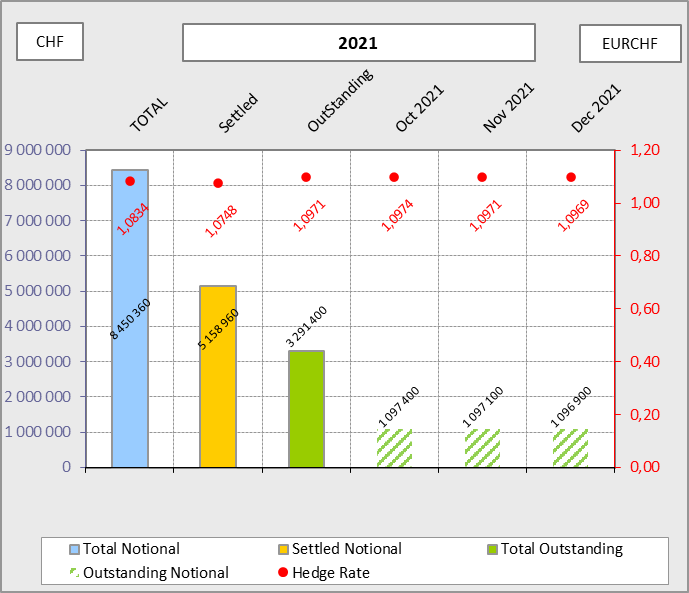 CHF
2021
EURCHF
TOTAL
Settled
OutStanding
Oct 2021
Nov 2021
Dec 2021
9 000 000
8 000 000
7 000 000
6 000 000
5 000 000
4 000 000
3 000 000
2 000 000
1 000 000
0
1,20
1,00
0,80
0,60
0,40
0,20
0,00
1,0834
1,0748
1,0971
1,0974
1,0971
1,0969
8 450 360
5 158 960
3 291 400
1 097 400
1 097 100
1 096 900
Total Notional
Settled Notional
Total Outstanding
Outstanding Notional
Hedge Rate